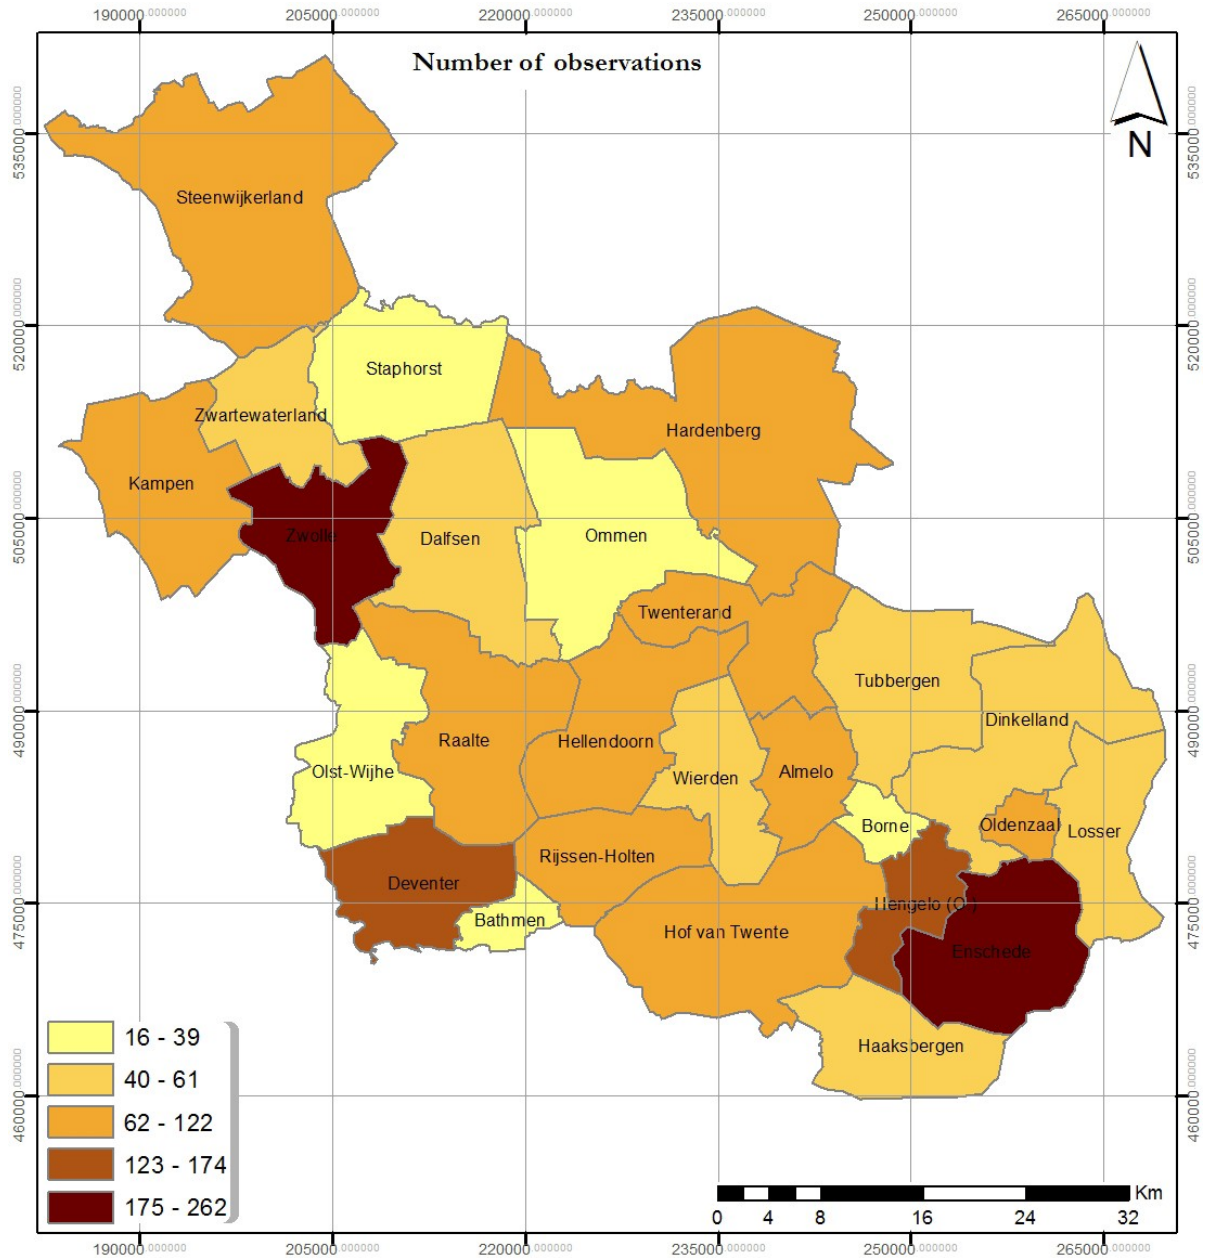 190000.000000 205000.000000 220000.000000 235000.000000 250000.000000 265000.000000
Number of observations
N
535000.000000 535000.000000
Steenwijkerland
520000.000000 520000.000000
Staphorst
Zwartewaterland
Hardenberg
Kampen
505000.000000 505000.000000
Zwolle
Dalfsen
Ommen
Twenterand
Tubbergen
Dinkelland
490000.000000 490000.000000
Raalte
Hellendoorn
Olst-Wijhe
Wierden
Almelo
Borne
Oldenzaal
Losser
Rijssen-Holten
Deventer
475000.000000 475000.000000
Hengelo (O.)
Bathmen
Hof van Twente
Enschede
Haaksbergen
460000.000000 460000.000000
16 - 39
40 - 61
62 - 122
123 - 174
175 - 262
Km
0 4 8 16 24 32
190000.000000 205000.000000 220000.000000 235000.000000 250000.000000 265000.000000